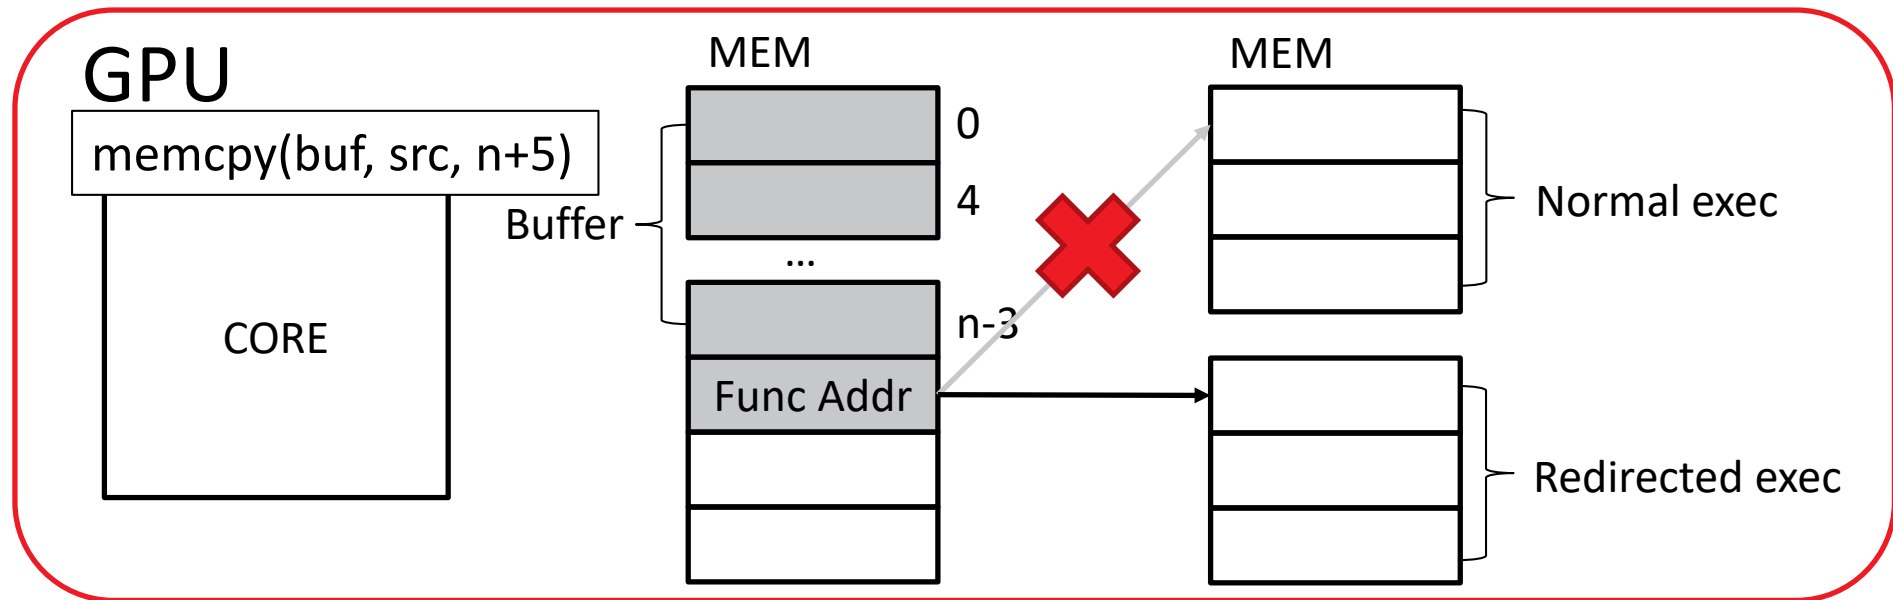 GPU
memcpy(buf, src, n+5)
CORE
Buffer
MEM
0
4
...
n-3
Func Addr
MEM
Normal exec
Redirected exec